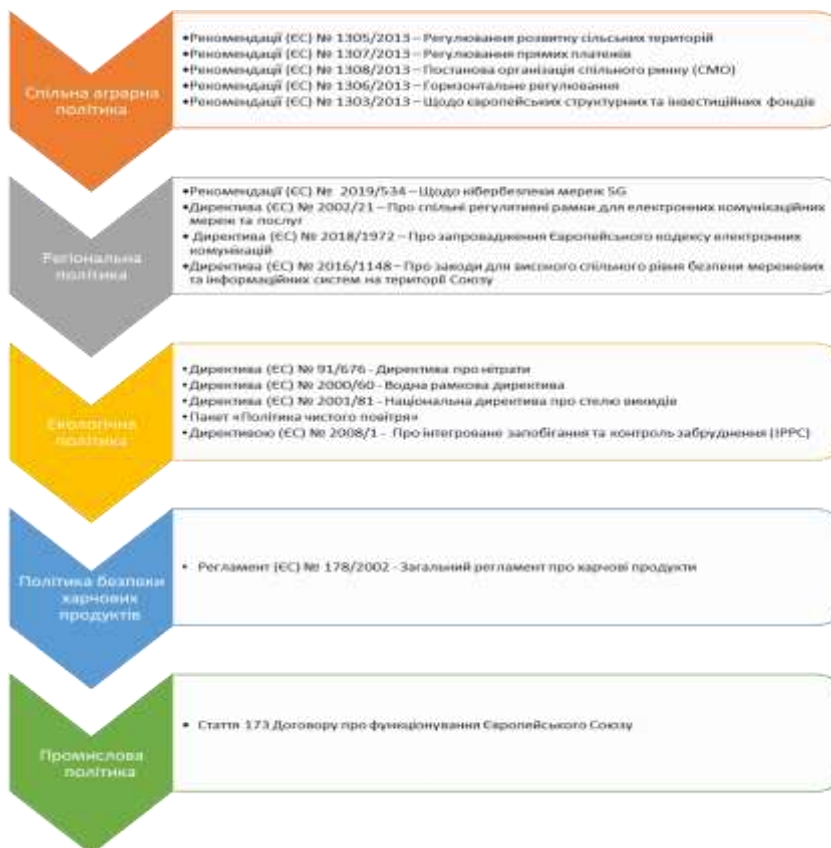 Спільна аграрна
політика
•Рекомендації (ЄС) № 1305/2013 – Регулювання розвитку сільських територій
•Рекомендації (ЄС) № 1307/2013 – Регулювання прямих платежів
•Рекомендації (ЄС) № 1308/2013 – Постанова організація спільного ринну (СМО)
•Рекомендації (ЄС) № 1306/2013 – Горизонтальне регулювання
•Рекомендації (ЄС) № 1303/2013 – Щодо європейських структурних та інвестиційних фондів
Регіональна
політика
•Рекомендації (ЄС) № 2019/534 – Щодо кібербезпеки мереж 5G
•Директива (ЄС) № 2002/21 – Про спільні регулятивні рамки для електронних комунікаційних
мереж та послуг
• Директива (ЄС) № 2018/1972 – Про запровадження Європейського кодексу електронних
комунікацій
•Директива (ЄС) № 2016/1148 – Про заходи для високого спільного рівня безпеки мережевих
та інформаційних систем на території Союзу
Екологічна
політика
•Директива (ЄС) № 91/676 - Директива про нітрати
•Директива (ЄС) № 2000/60 - Водна рамкова директива
•Директива (ЄС) № 2001/81 - Національна директива про стелю викидів
•Пакет «Політика чистого повітря»
•Директивою (ЄС) № 2008/1 - Про інтегроване запобігання та контроль забруднення (IPPC)
Політика безпеки
харчових
продуктів
• Регламент (ЄС) № 178/2002 - Загальний регламент про харчові продукти
Промислова
політика
• Стаття 173 Договору про функціонування Європейського Союзу